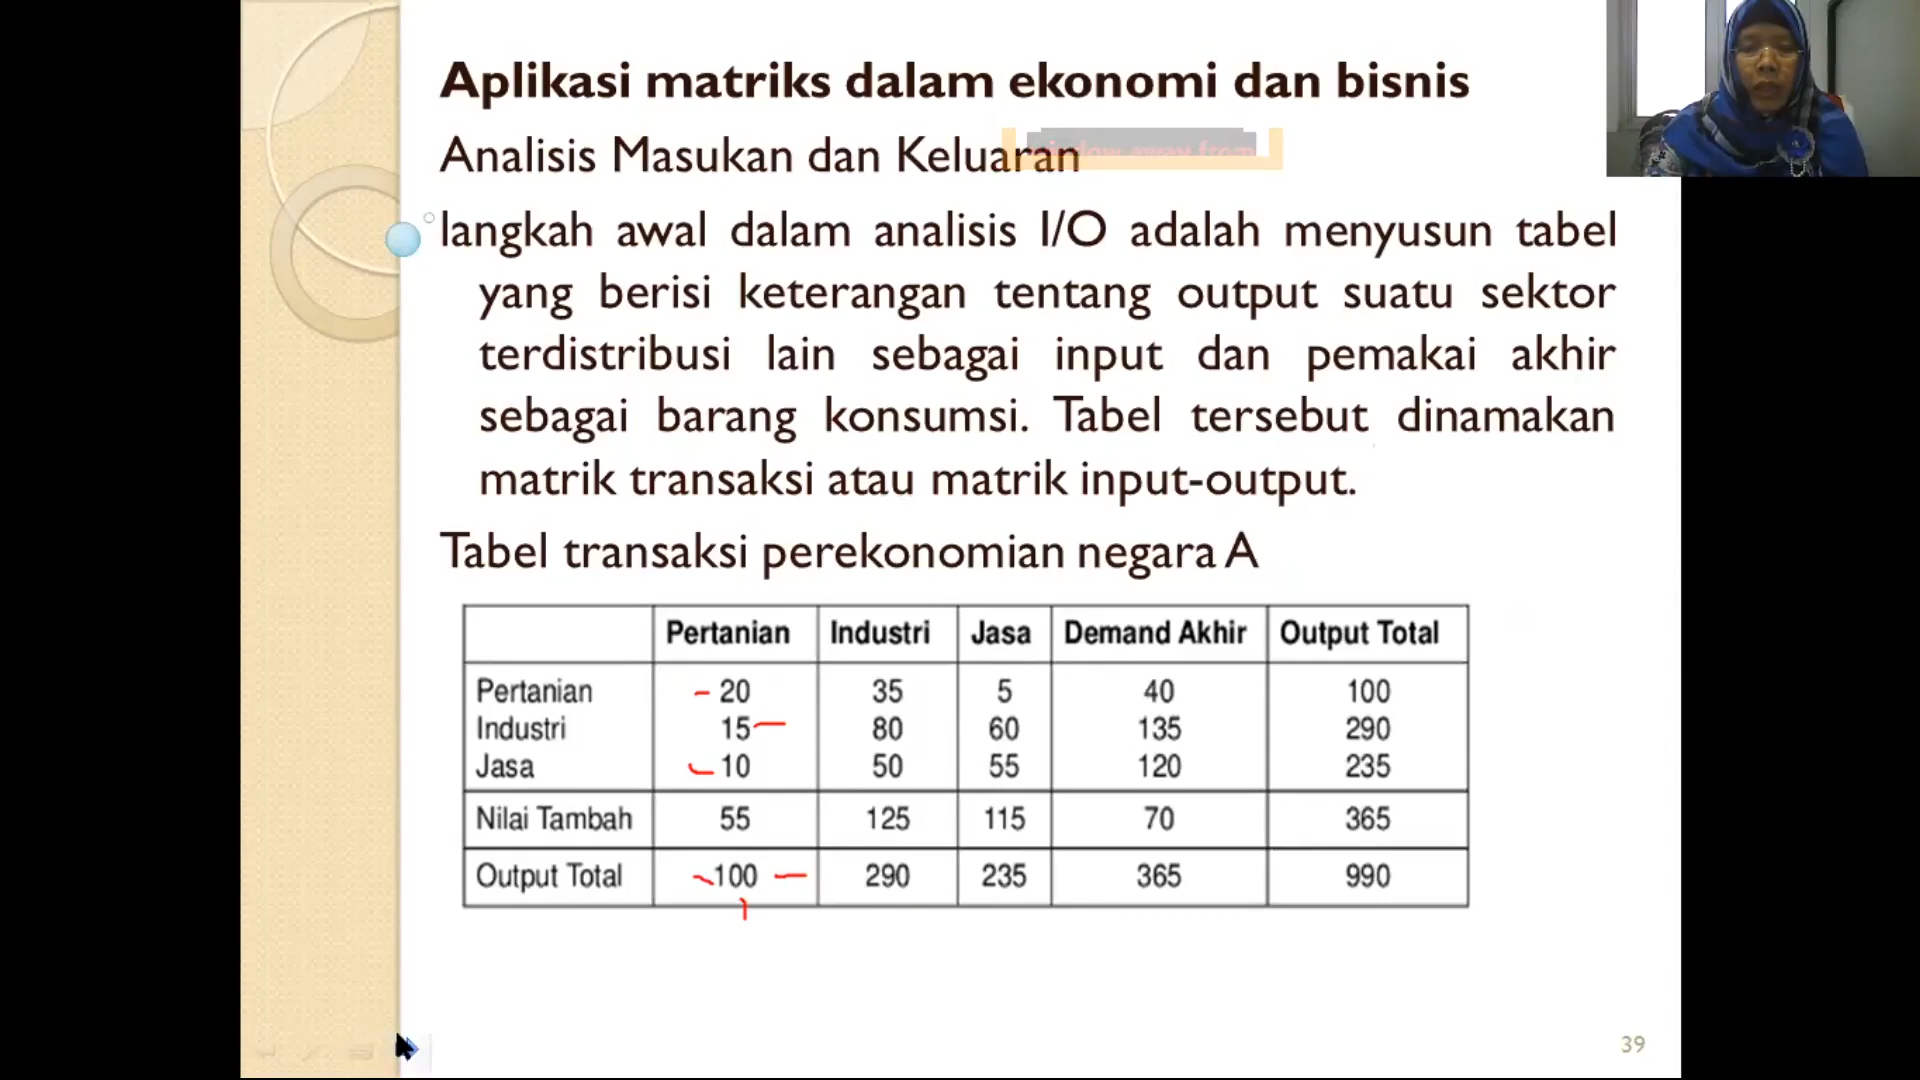 Aplikasi matriks dalam ekonomi dan bisnis
Analisis Masukan dan Keluaran
langkah awal dalam analisis I/O adalah menyusun tabel
yang berisi keterangan tentang output suatu sektor
terdistribusi lain sebagai input dan pemakai akhir
sebagai barang konsumsi. Tabel tersebut dinamakan
matrik transaksi atau matrik input-output.
Tabel transaksi perekonomian negara A
Pertanian Industri Jasa Demand Akhir Output Total
Pertanian 20 35 5 40 100
Industri 15 80 60 135 290
Jasa 10 50 55 120 235
Nilai Tambah 55 125 115 70 365
Output Total 100 290 235 365 990
39